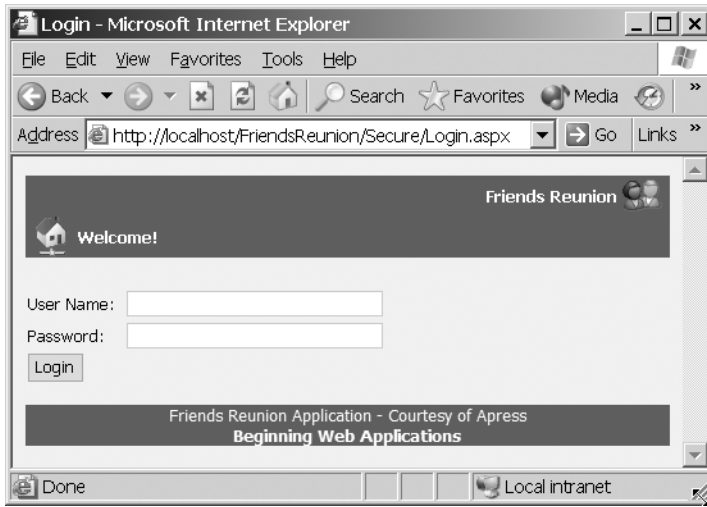 Login - Microsoft Internet Explorer
File Edit View Favorites Tools Help
Back Search Favorites Media »
Address http://localhost/FriendsReunion/Secure/Login.aspx Go Links »
Friends Reunion
Welcome!
User Name:
Password:
Login
Friends Reunion Application - Courtesy of Apress
Beginning Web Applications
Done Local intranet